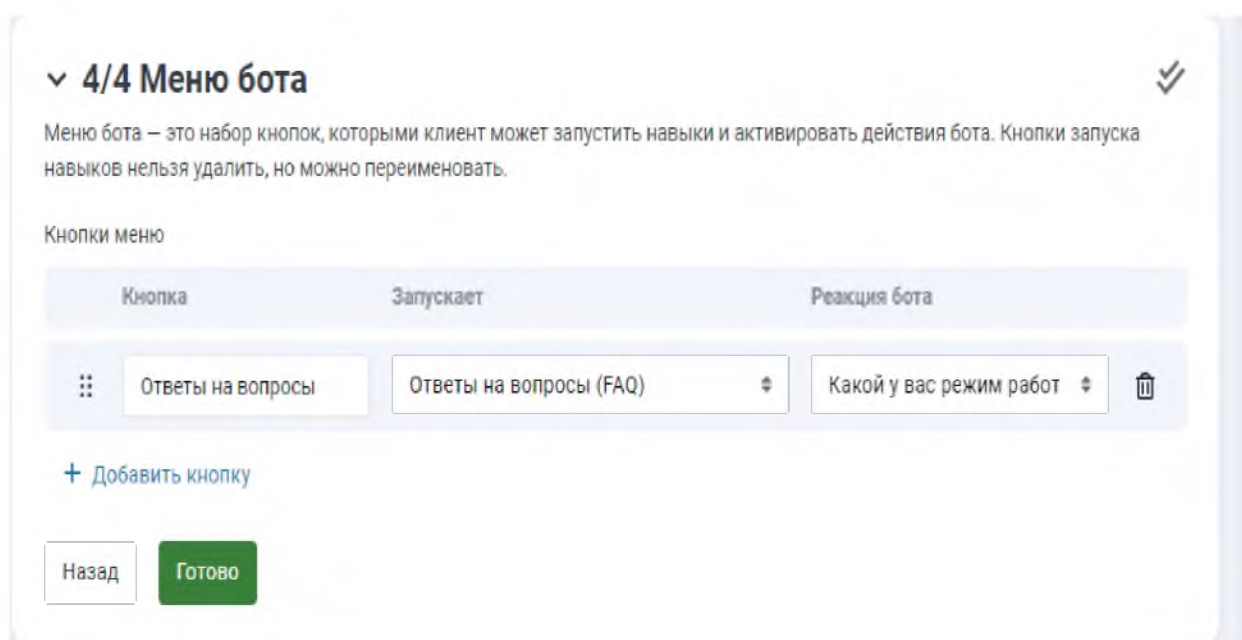 4/4 Меню бота
Меню бота — это набор кнопок, которыми клиент может запустить навыки и активировать действия бота. Кнопки запуска
навыков нельзя удалить, но можно переименовать.
Кнопки меню
Кнопка Запускает Реакция бота
Ответы на вопросы Ответы на вопросы (FAQ) Какой у вас режим работ
+ Добавить кнопку
Назад Готово